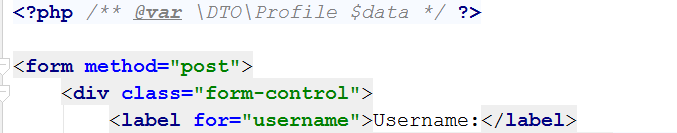 <?php /** @var \DTO\Profile $data */ ?>
<form method="post">
<div class="form-control">
<label for="username">Username:</label>